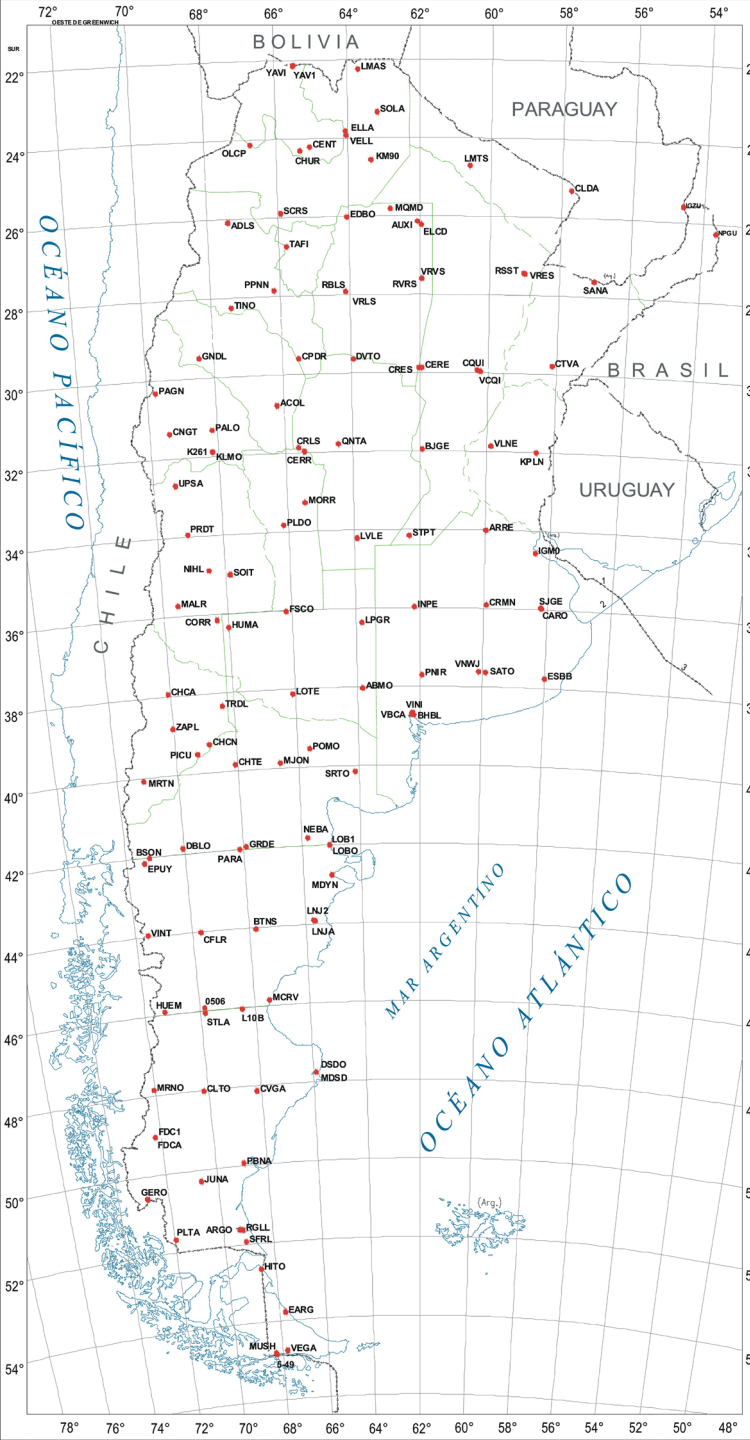 72° 70° 68° 66° 64° 62° 60° 58° 56° 54°
OESTE DE GREENWICH
SUR
BOLIVIA
22°
YAVI
YAV1
LMAS
SOLA
PARAGUAY
ELLA
VELL
24°
OLCP
CENT
CHUR
KM90
LMTS
CLDA
IGZU
SCRS
EDBO
MQMD
AUXI
ELCD
ADLS
26°
NPGU
TAFI
VRVS
RVRS
RSST
VRES
(Arg.)
SANA
PPNN
RBLS
VRLS
TINO
28°
OCÉANO PACÍFICO
GNDL
CPDR
DVTO
CRES
CERE
CQUI
VCQI
CTVA
BRASIL
30°
PAGN
ACOL
CNGT
PALO
CRLS
CERR
QNTA
BJGE
VLNE
KPLN
K261
KLMO
32°
UPSA
URUGUAY
MORR
PLDO
PRDT
LVLE
STPT
ARRE
(Arg.)
IGM0
34°
CHILE
NIHL
SOIT
1
MALR
FSCO
INPE
CRMN
SJGE
CARO
2
CORR
HUMA
LPGR
36°
3
VNWJ
SATO
PNIR
ESBB
CHCA
LOTE
ABMO
TRDL
VINI
VBCA
BHBL
38°
ZAPL
CHCN
PICU
POMO
CHTE
MJON
SRTO
MRTN
40°
NEBA
LOB1
LOBO
DBLO
GRDE
PARA
BSON
EPUY
42°
MDYN
MAR ARGENTINO
OCÉANO ATLÁNTICO
LNJ2
LNJA
BTNS
VINT
CFLR
44°
MCRV
HUEM
0506
STLA
L10B
46°
DSDO
MDSD
MRNO
CLTO
CVGA
48°
FDC1
FDCA
PBNA
JUNA
GERO
50°
(Arg.)
PLTA
ARGO
RGLL
SFRL
HITO
52°
EARG
MUSH
VEGA
6-49
54°
78° 76° 74° 72° 70° 68° 66° 64° 62° 60° 58° 56° 54° 52° 50° 48°